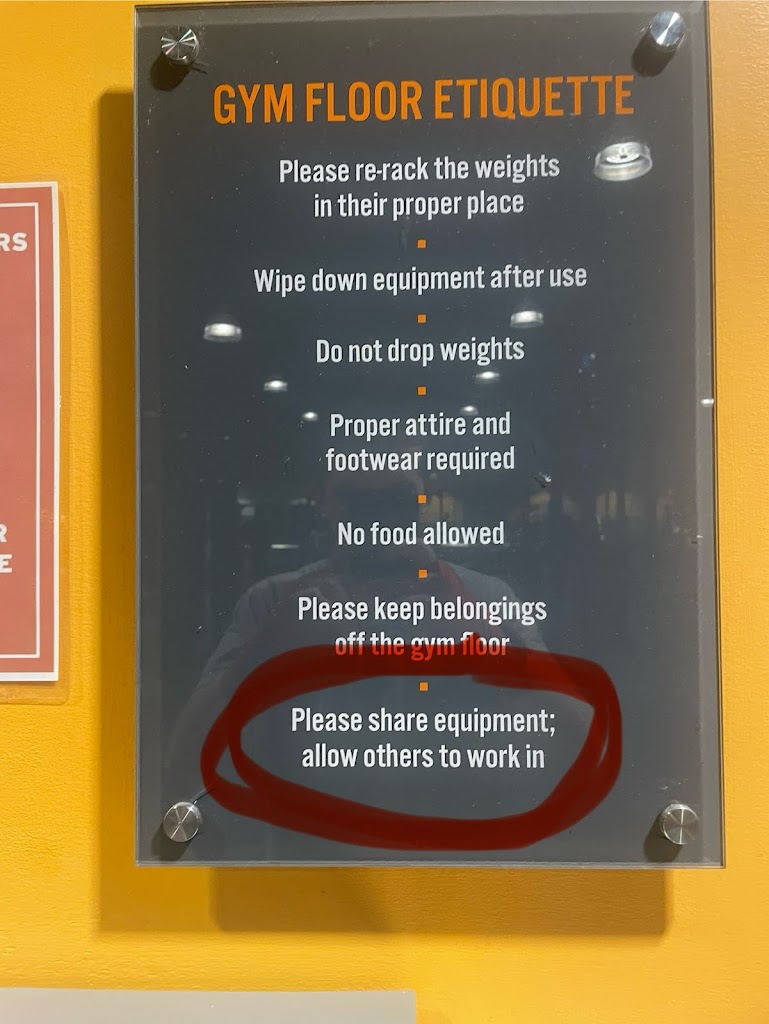 GYM FLOOR ETIQUETTE
Please re-rack the weights
in their proper place
Wipe down equipment after use
Do not drop weights
Proper attire and
footwear required
No food allowed
Please keep belongings
off the gym floor
Please share equipment;
allow others to work in
RS
R
E